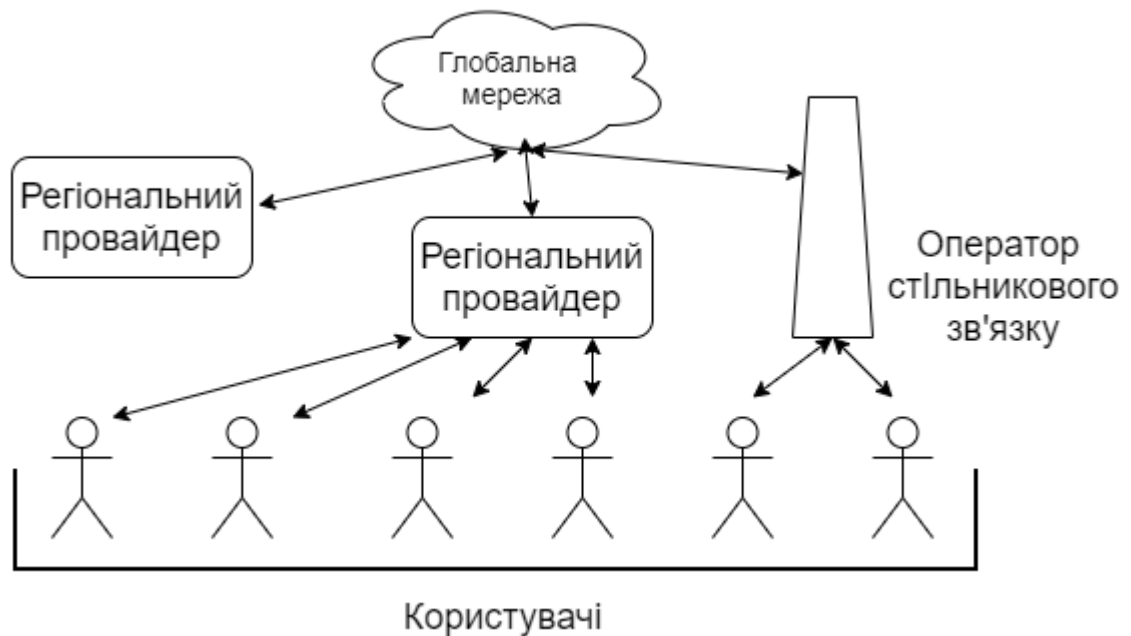 Глобальна
мережа
Регіональний
провайдер
Регіональний
провайдер
Оператор
стІльникового
зв'язку
Користувачі